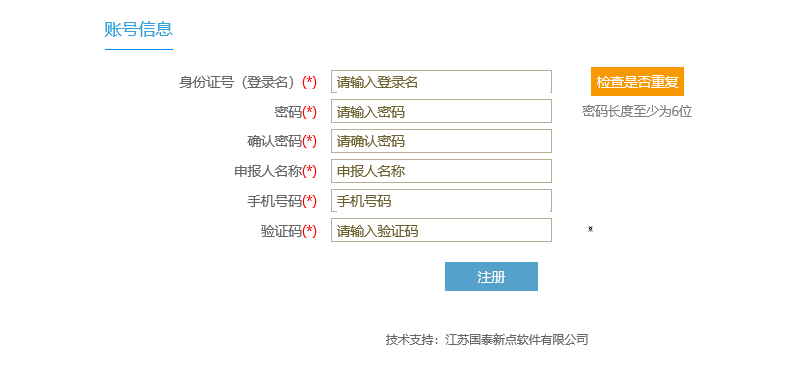 账号信息
身份证号（登录名）(*) 请输入登录名 检查是否重复
密码(*) 请输入密码 密码长度至少为6位
确认密码(*) 请确认密码
申报人名称(*) 申报人名称
手机号码(*) 手机号码
验证码(*) 请输入验证码
注册
技术支持：江苏国泰新点软件有限公司